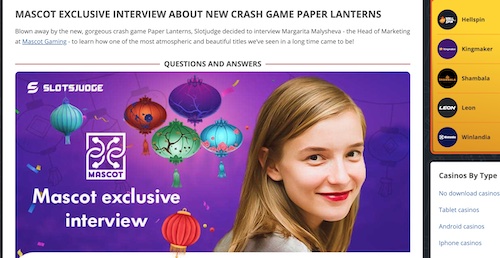 MASCOT EXCLUSIVE INTERVIEW ABOUT NEW CRASH GAME PAPER LANTERNS
Blown away by the new, gorgeous crash game Paper Lanterns, Slotjudge decided to interview Margarita Malysheva - the Head of Marketing
at Mascot Gaming - to learn how one of the most atmospheric and beautiful titles we've seen in a long time came to be!
QUESTIONS AND ANSWERS
SLOTSJUDGE
MASCOT
Mascot exclusive
interview
Hellspin
Kingmaker
Shambala
LEON
Leon
Winlandia
Casinos By Type
No download casinos
Tablet casinos
Android casinos
Iphone casinos